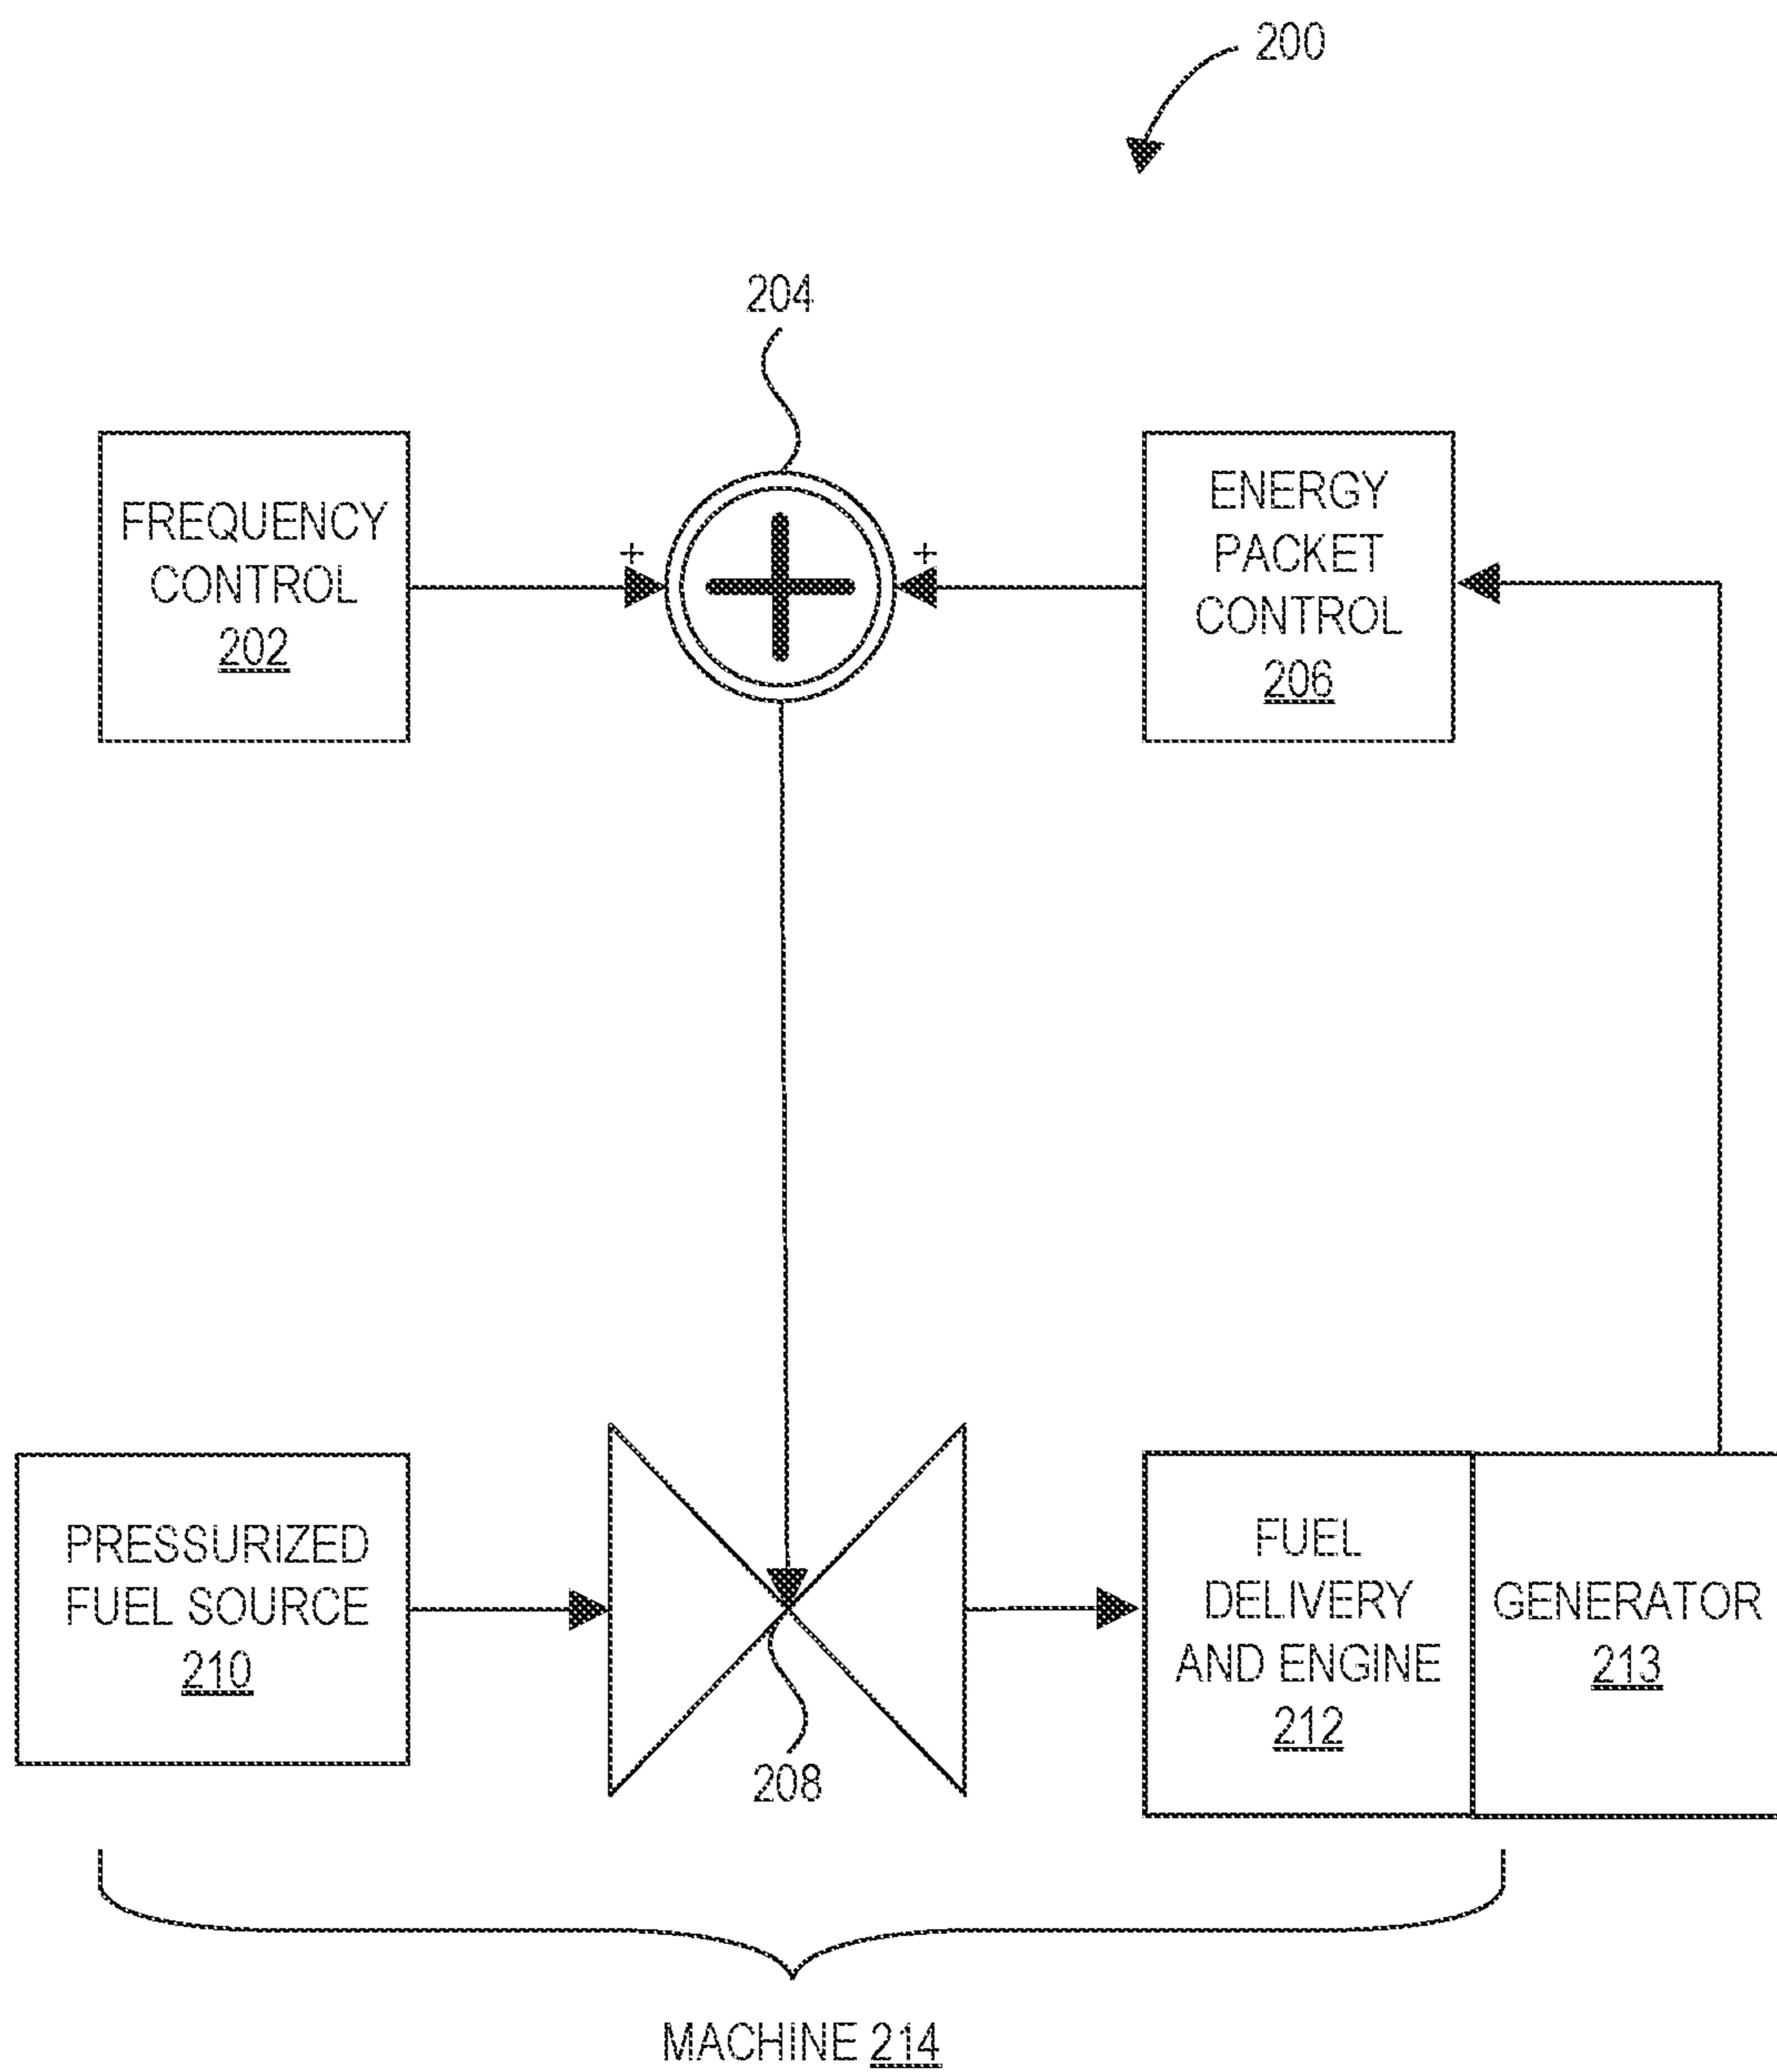 200
204
FREQUENCY
CONTROL
202
+
+
ENERGY
PACKET
CONTROL
206
PRESSURIZED
FUEL SOURCE
210
208
FUEL
DELIVERY
AND ENGINE
212
GENERATOR
213
MACHINE 214